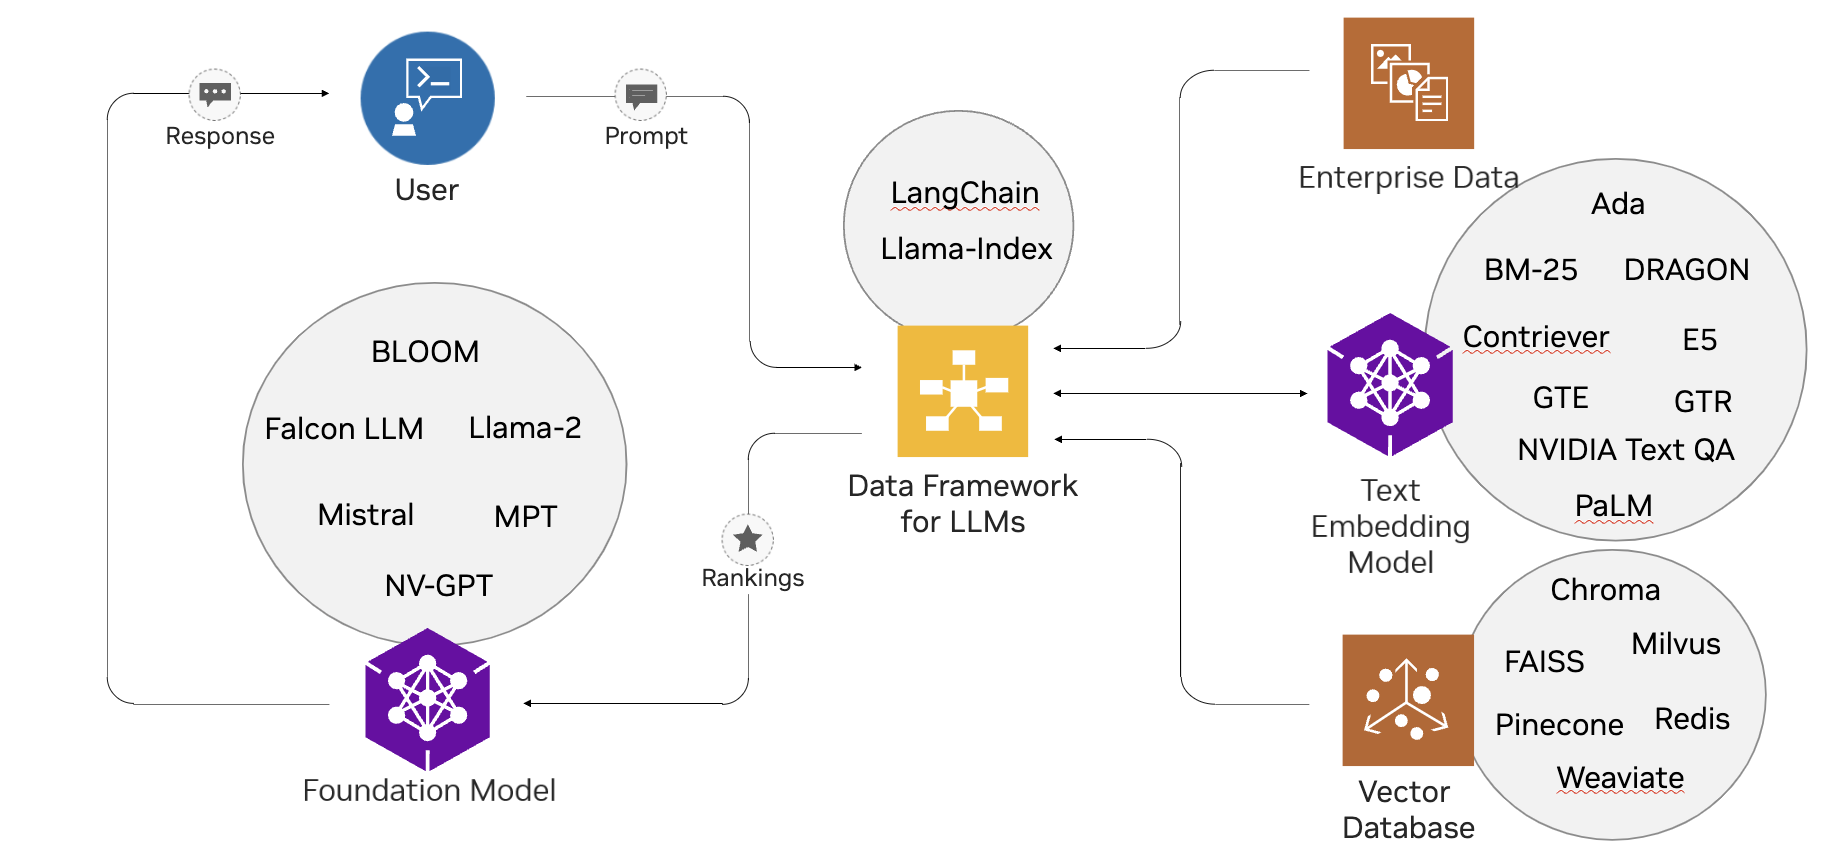 Response
User
Prompt
LangChain
Llama-Index
Enterprise Data
Ada
BM-25
DRAGON
Contriever
E5
GTE
GTR
NVIDIA Text QA
PaLM
Text
Embedding
Model
BLOOM
Falcon LLM
Llama-2
Mistral
MPT
NV-GPT
Data Framework
for LLMs
Rankings
Chroma
FAISS
Milvus
Pinecone
Redis
Weaviate
Foundation Model
Vector
Database